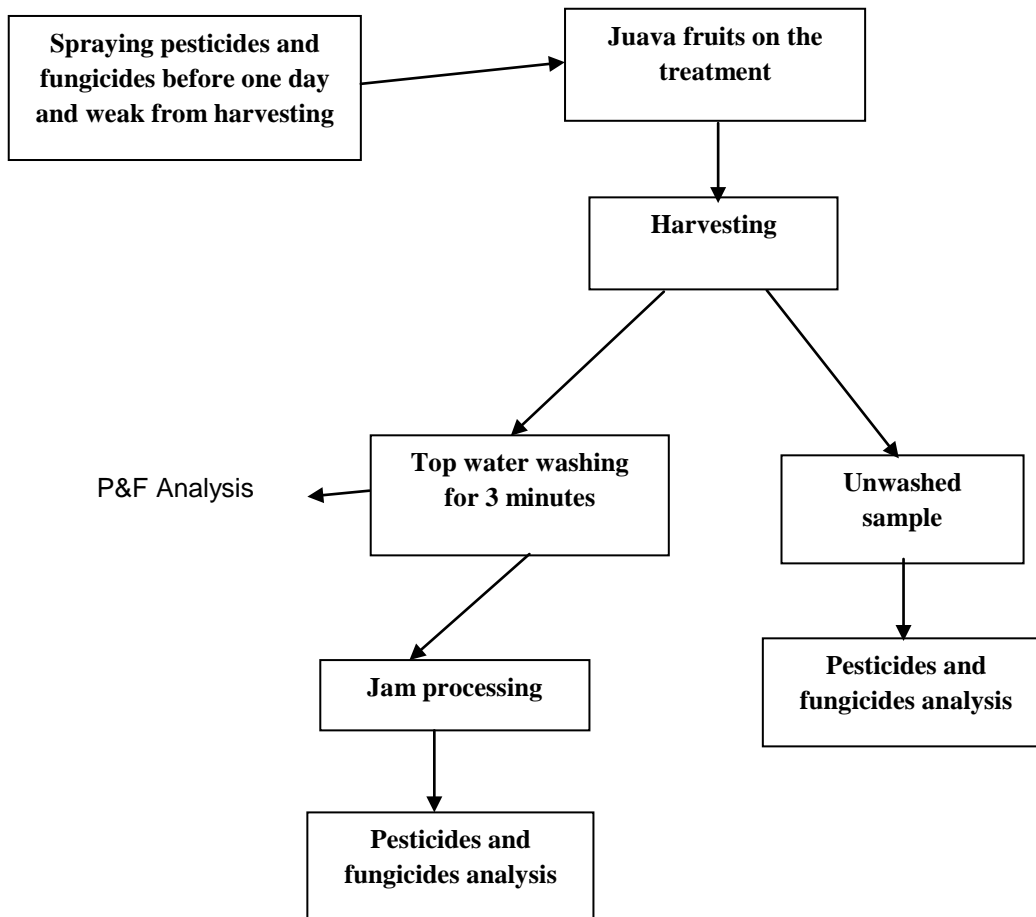 Spraying pesticides and
fungicides before one day
and weak from harvesting
Juava fruits on the
treatment
Harvesting
Top water washing
for 3 minutes
P&F Analysis
Unwashed
sample
Jam processing
Pesticides and
fungicides analysis
Pesticides and
fungicides analysis